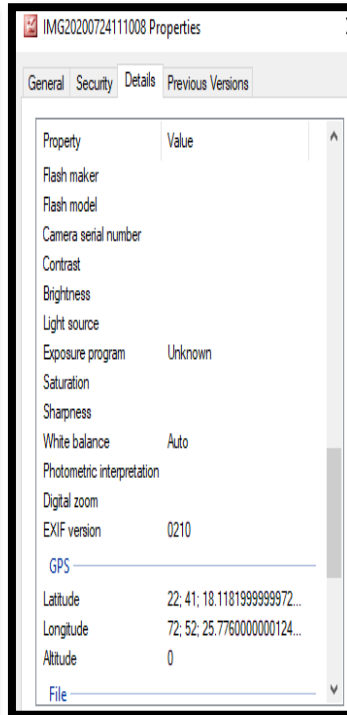 IMG20200724111008 Properties
General Security Details Previous Versions
Property Value
Flash maker
Flash model
Camera serial number
Contrast
Brightness
Light source
Exposure program Unknown
Saturation
Sharpness
White balance Auto
Photometric interpretation
Digital zoom
EXIF version 0210
GPS
Latitude 22; 41; 18.1181999999972...
Longitude 72; 52; 25.7760000000124...
Altitude 0
File